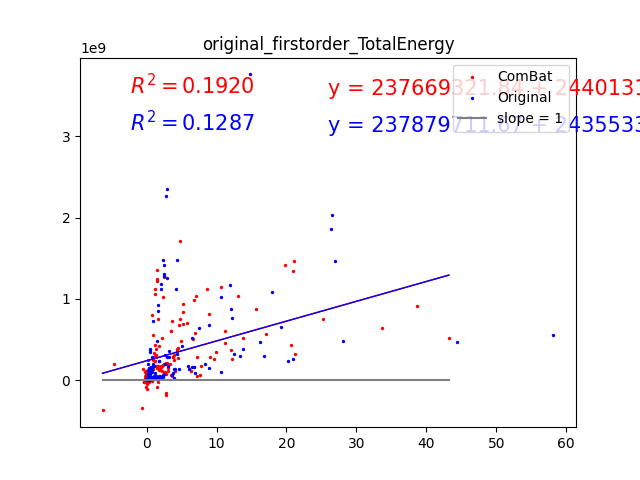 original_firstorder_TotalEnergy
1e9
R² = 0.1920
y = 237669321.84 + 2440131
R² = 0.1287
y = 237879711.67 + 2435533
ComBat
Original
slope = 1
3
2
1
0
0 10 20 30 40 50 60